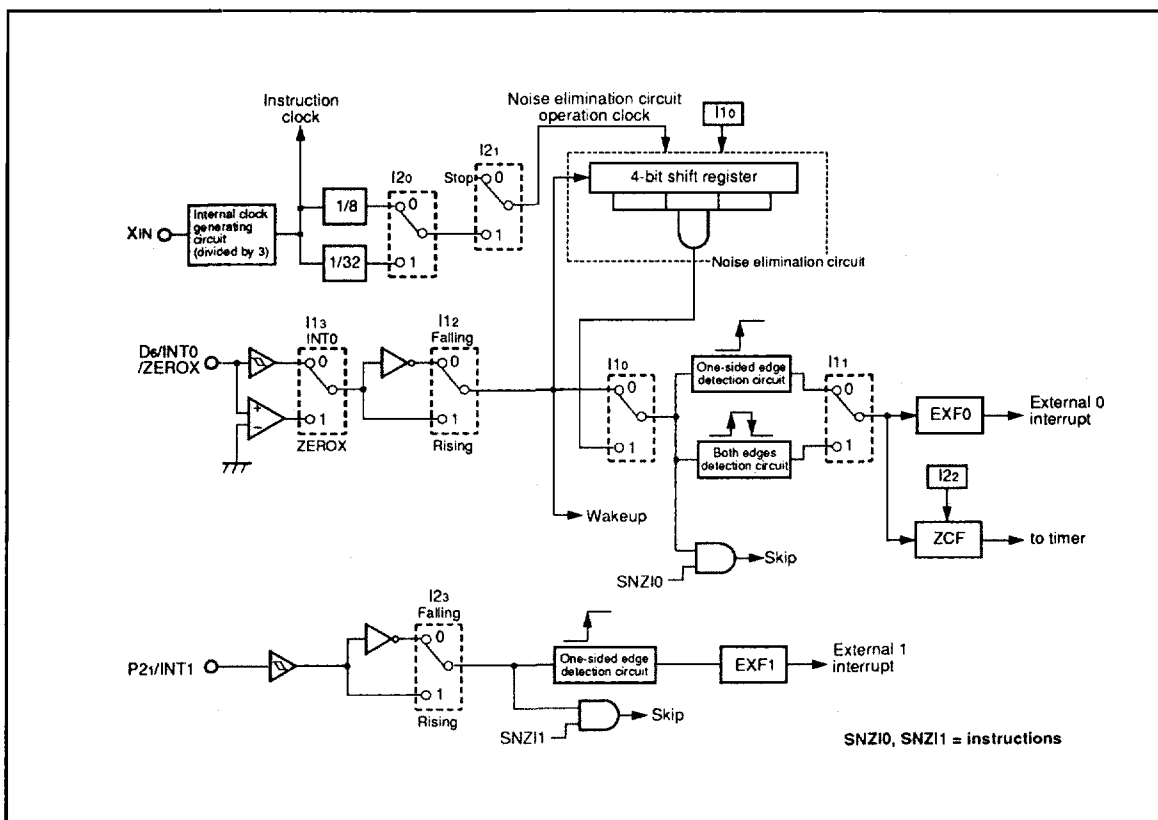 Instruction
clock
Noise elimination circuit
operation clock
I10
I21
Stop
0
1
4-bit shift register
I20
0
1
1/8
1/32
XIN
Internal clock
generating
circuit
(divided by 3)
Noise elimination circuit
I13
INT0
0
1
ZEROX
I12
Falling
0
1
Rising
D6/INT0
/ZEROX
+
−
I10
0
1
One-sided edge
detection circuit
Both edges
detection circuit
I11
0
1
EXF0
External 0
interrupt
I22
ZCF
to timer
Wakeup
Skip
SNZI0
I23
Falling
0
1
Rising
P21/INT1
One-sided edge
detection circuit
EXF1
External 1
interrupt
Skip
SNZI1
SNZI0, SNZI1 = instructions